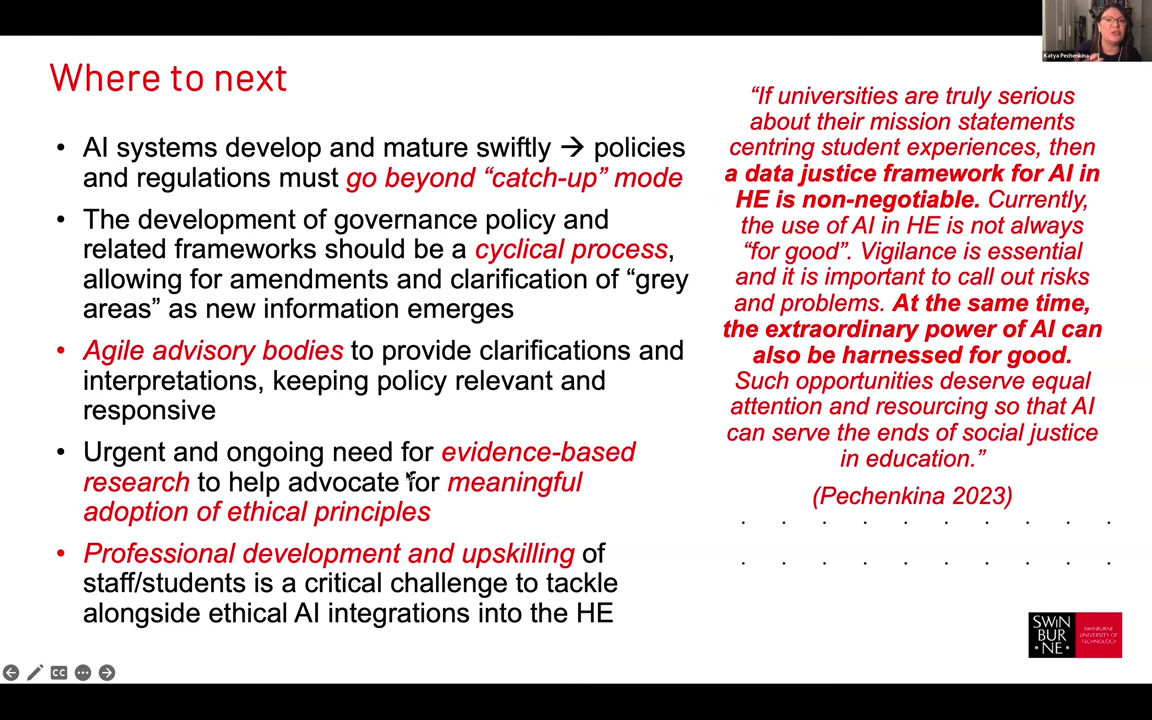 Where to next
• AI systems develop and mature swiftly → policies
and regulations must go beyond “catch-up” mode
• The development of governance policy and
related frameworks should be a cyclical process,
allowing for amendments and clarification of “grey
areas” as new information emerges
• Agile advisory bodies to provide clarifications and
interpretations, keeping policy relevant and
responsive
• Urgent and ongoing need for evidence-based
research to help advocate for meaningful
adoption of ethical principles
• Professional development and upskilling of
staff/students is a critical challenge to tackle
alongside ethical AI integrations into the HE
“If universities are truly serious
about their mission statements
centring student experiences, then
a data justice framework for AI in
HE is non-negotiable. Currently,
the use of AI in HE is not always
“for good”. Vigilance is essential
and it is important to call out risks
and problems. At the same time,
the extraordinary power of AI can
also be harnessed for good.
Such opportunities deserve equal
attention and resourcing so that AI
can serve the ends of social justice
in education.”
(Pechenkina 2023)
Katya Pechenkina
SWIN
BUR
NE
SWINBURNE
UNIVERSITY OF
TECHNOLOGY
CC